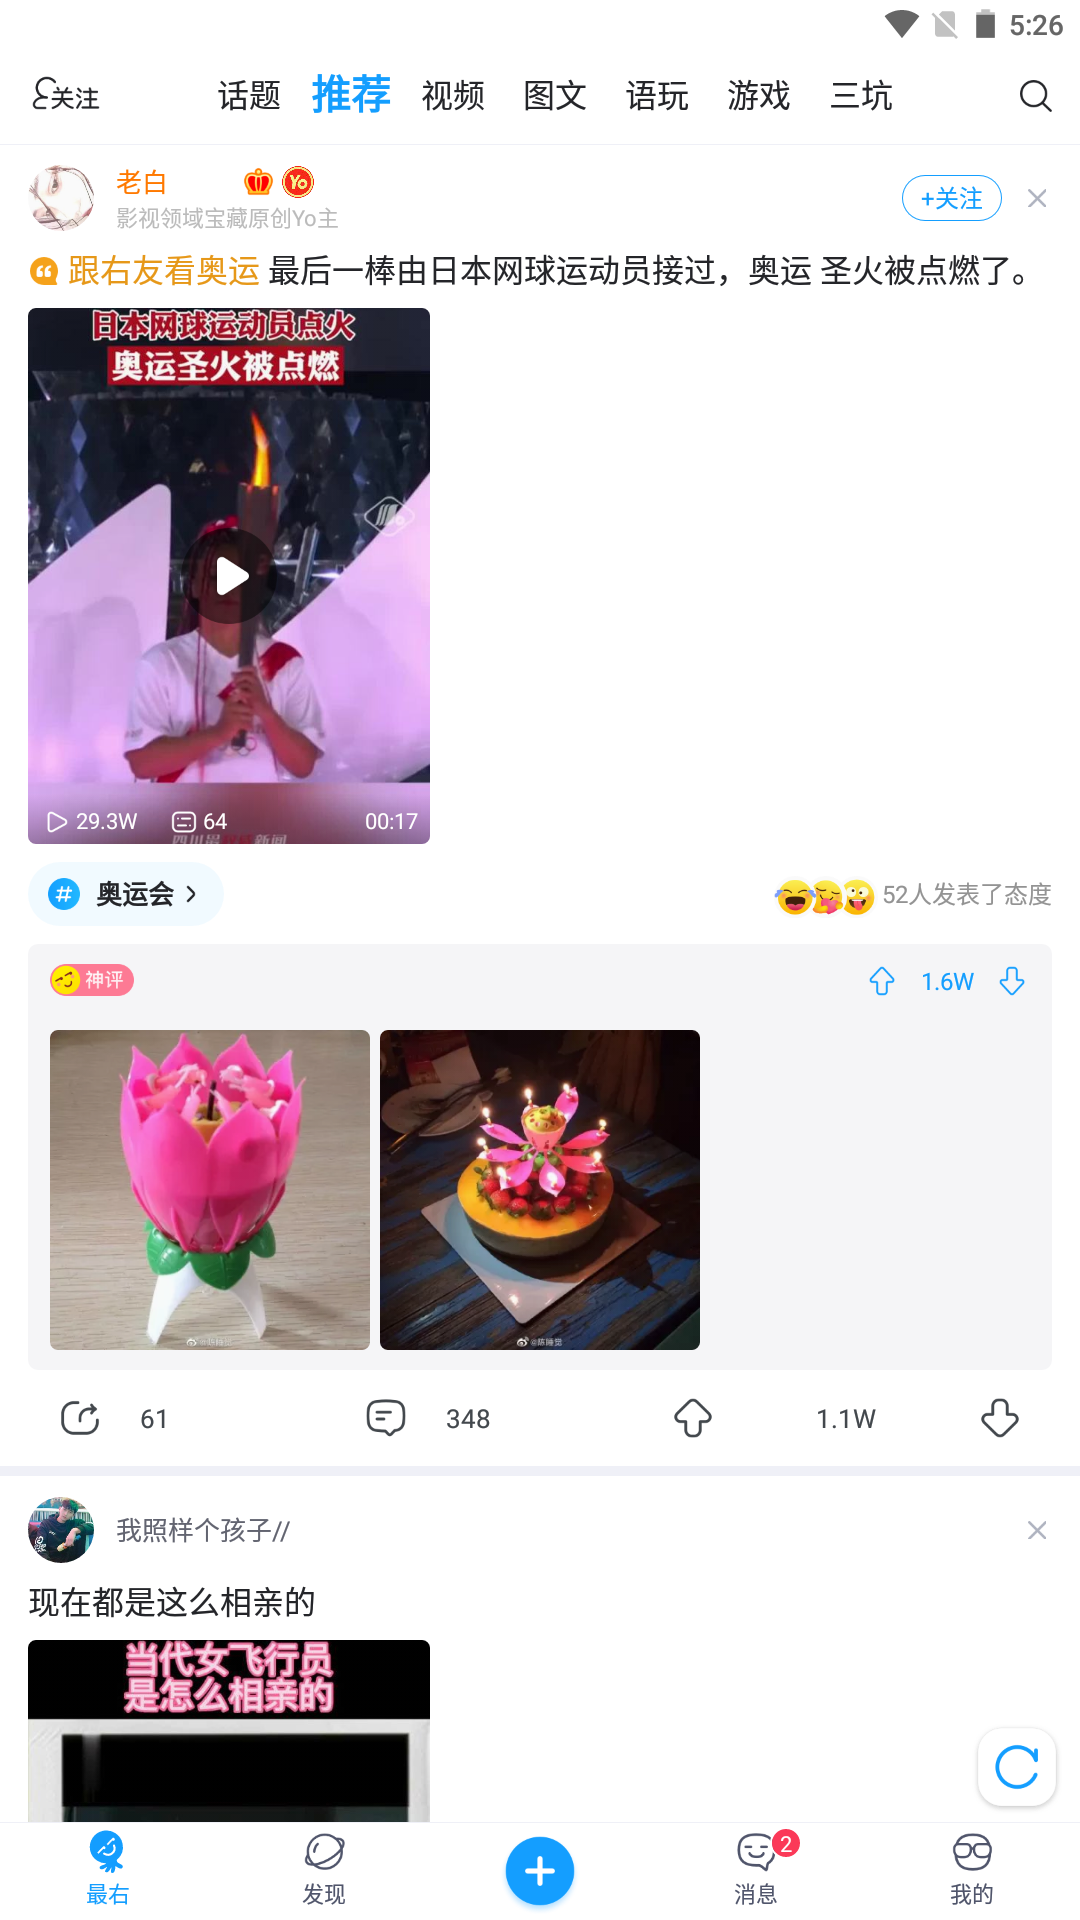 5:26
关注 话题 推荐 视频 图文 语玩 游戏 三坑
老白 Yo
影视领域宝藏原创Yo主
+关注
跟右友看奥运 最后一棒由日本网球运动员接过，奥运 圣火被点燃了。
日本网球运动员点火
奥运圣火被点燃
29.3W 64 00:17
# 奥运会
52人发表了态度
神评
1.6W
@陈睡觉
61 348 1.1W
我照样个孩子//
现在都是这么相亲的
当代女飞行员
是怎么相亲的
最右 发现 消息 2 我的